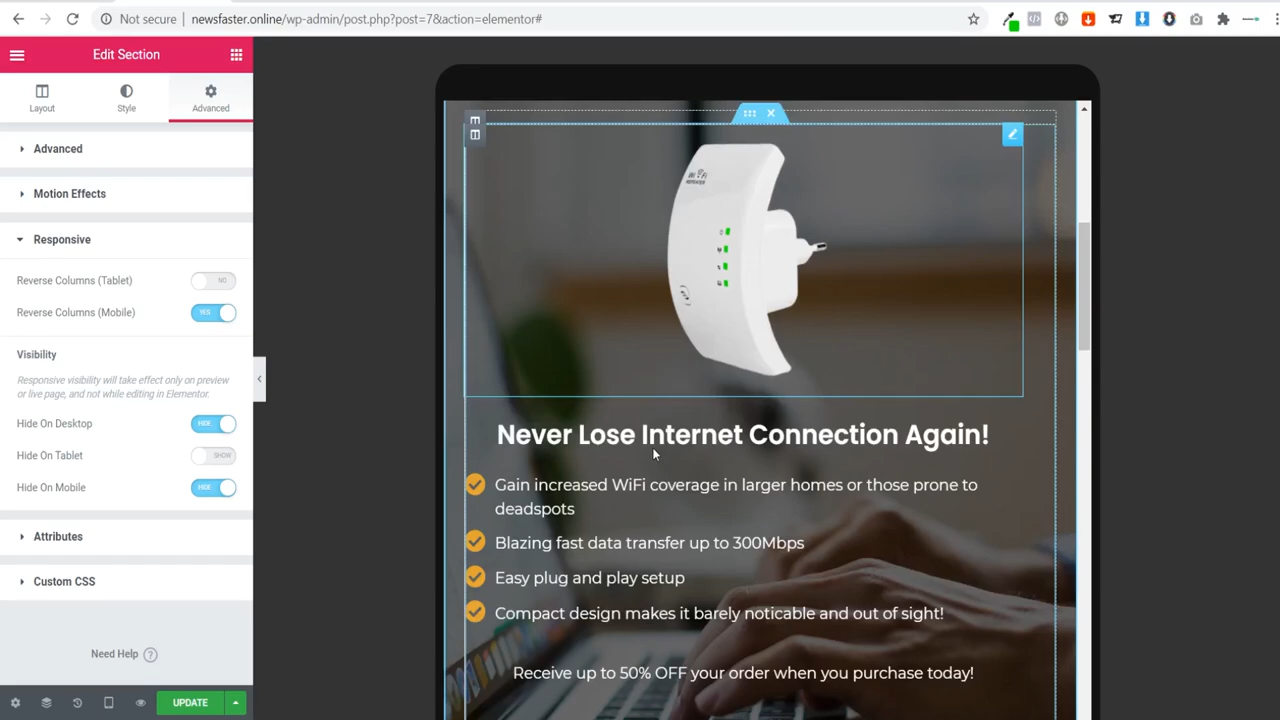 Not secure
newsfaster.online/wp-admin/post.php?post=7&action=elementor#
Edit Section
Layout
Style
Advanced
Advanced
Motion Effects
Responsive
Reverse Columns (Tablet)
NO
Reverse Columns (Mobile)
YES
Visibility
Responsive visibility will take effect only on preview
or live page, and not while editing in Elementor.
Hide On Desktop
HIDE
Hide On Tablet
SHOW
Hide On Mobile
HIDE
Attributes
Custom CSS
Need Help
UPDATE
WiFi
REPEATER
Never Lose Internet Connection Again!
Gain increased WiFi coverage in larger homes or those prone to
deadspots
Blazing fast data transfer up to 300Mbps
Easy plug and play setup
Compact design makes it barely noticable and out of sight!
Receive up to 50% OFF your order when you purchase today!